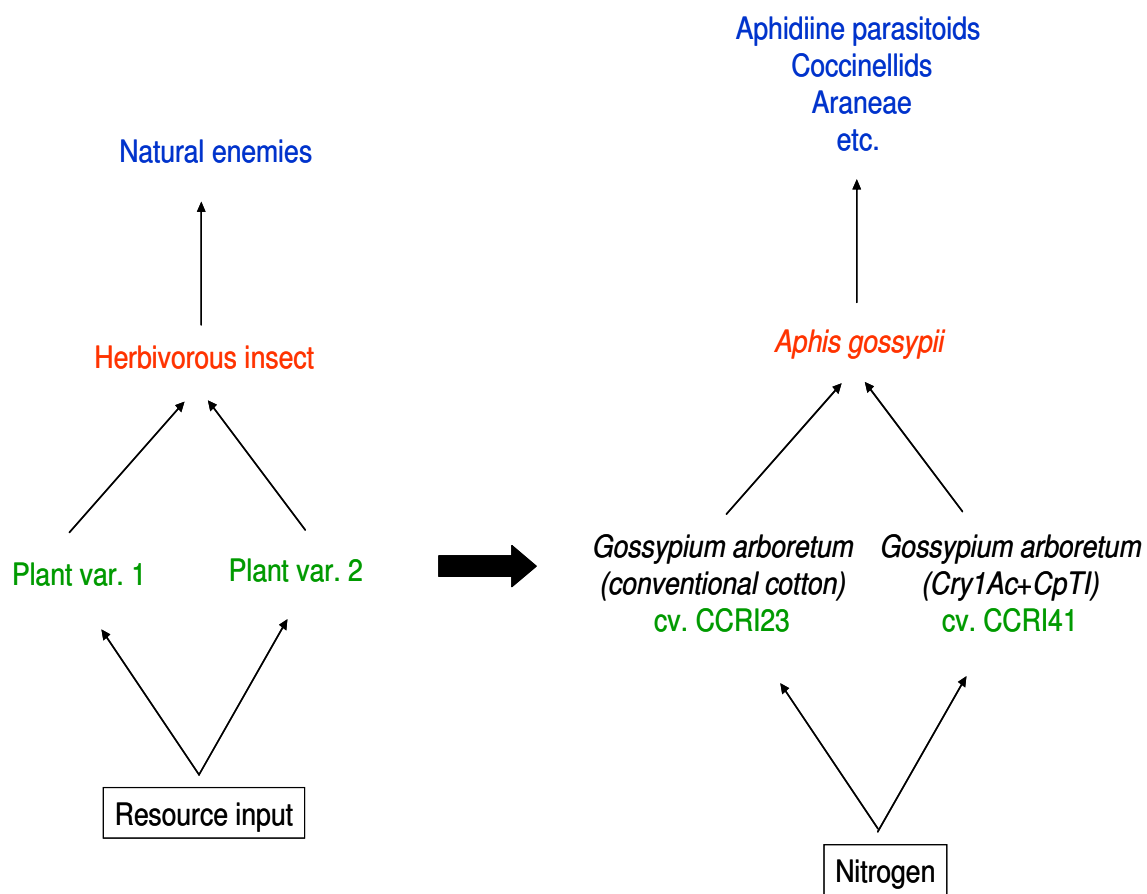 Natural enemies
Herbivorous insect
Plant var. 1
Plant var. 2
Resource input
Aphidiine parasitoids
Coccinellids
Araneae
etc.
Aphis gossypii
Gossypium arboretum
(conventional cotton)
cv. CCRI23
Gossypium arboretum
(Cry1Ac+CpTI)
cv. CCRI41
Nitrogen